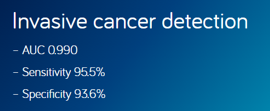 Invasive cancer detection
– AUC 0.990
– Sensitivity 95.5%
– Specificity 93.6%